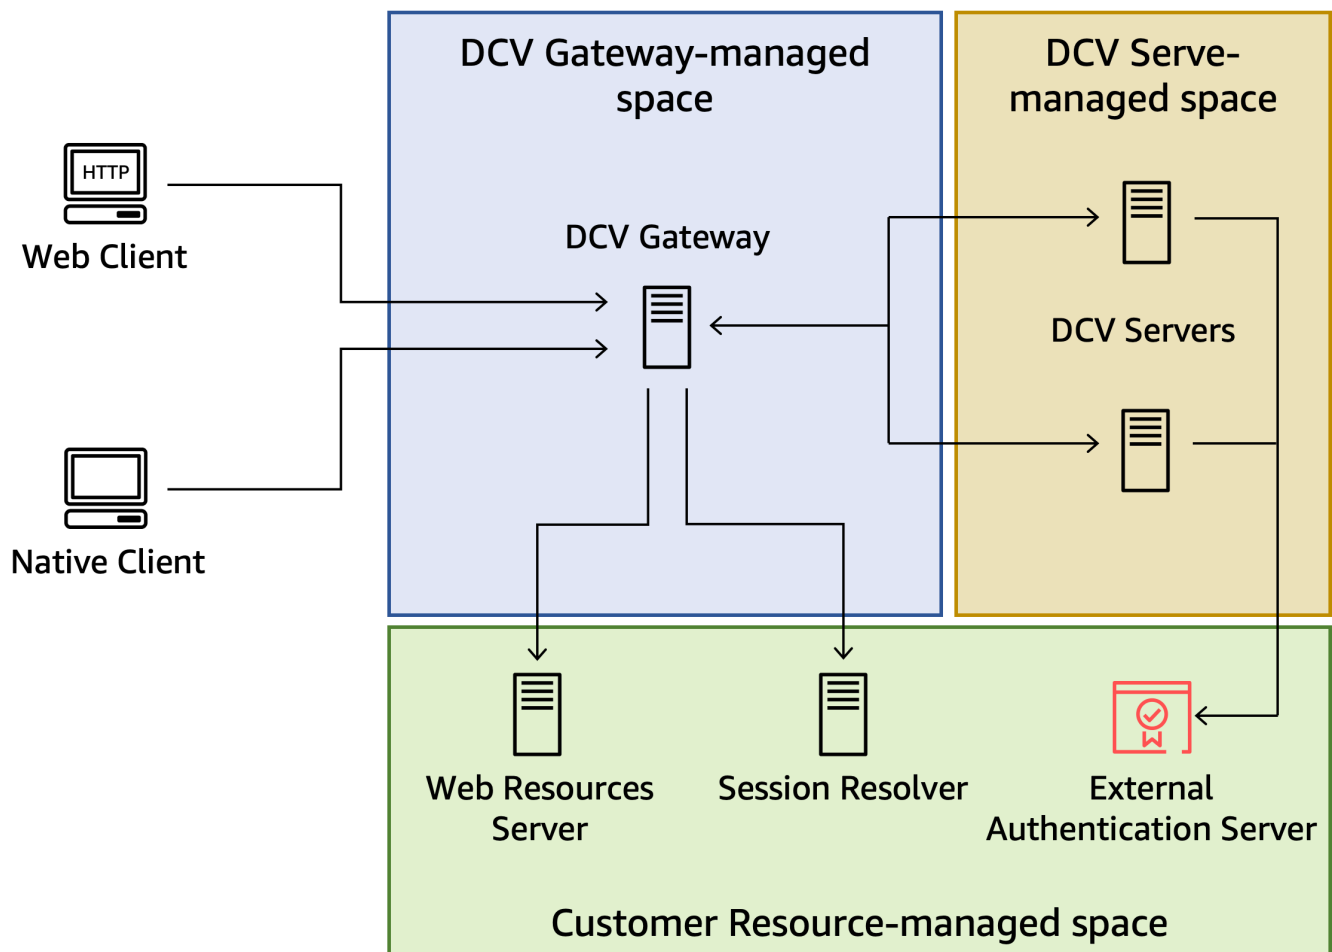 DCV Gateway-managed
space
DCV Serve-
managed space
HTTP
Web Client
DCV Gateway
DCV Servers
Native Client
Web Resources
Server
Session Resolver
External
Authentication Server
Customer Resource-managed space